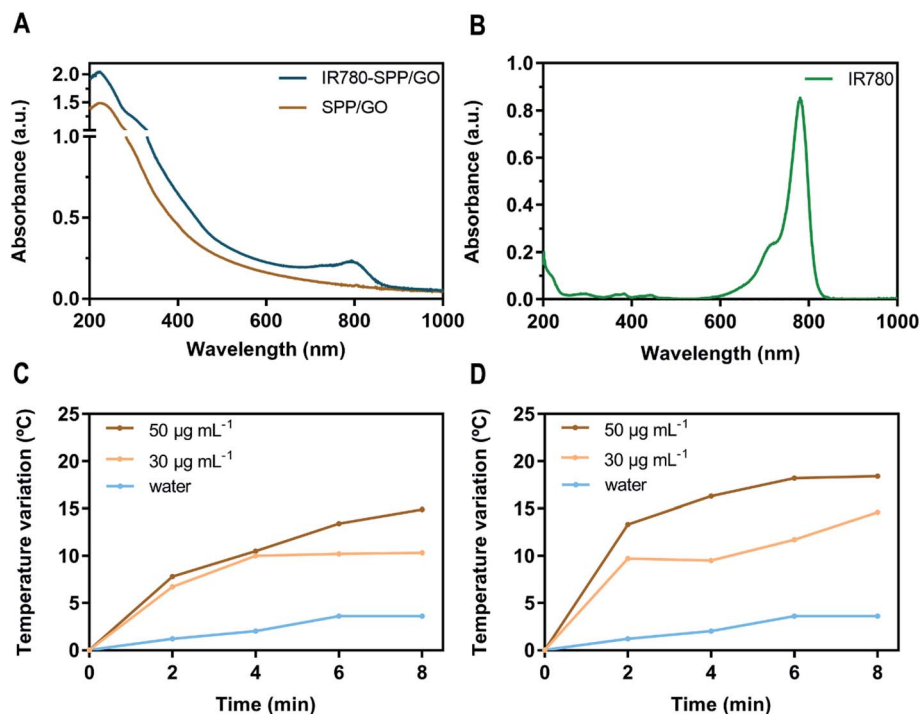 A
2.0
1.5
1.0
0.5
0.0
Absorbance (a.u.)
IR780-SPP/GO
SPP/GO
200 400 600 800 1000
Wavelength (nm)
B
1.0
0.8
0.6
0.4
0.2
0.0
Absorbance (a.u.)
IR780
200 400 600 800 1000
Wavelength (nm)
C
25
20
15
10
5
0
Temperature variation (ºC)
50 µg mL⁻¹
30 µg mL⁻¹
water
0 2 4 6 8
Time (min)
D
25
20
15
10
5
0
Temperature variation (ºC)
50 µg mL⁻¹
30 µg mL⁻¹
water
0 2 4 6 8
Time (min)